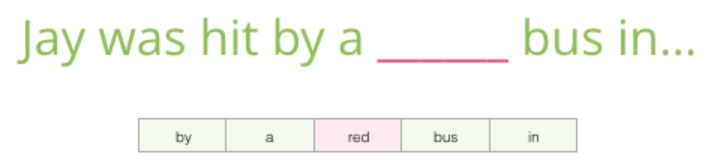 Jay was hit by a ______ bus in...
by a red bus in